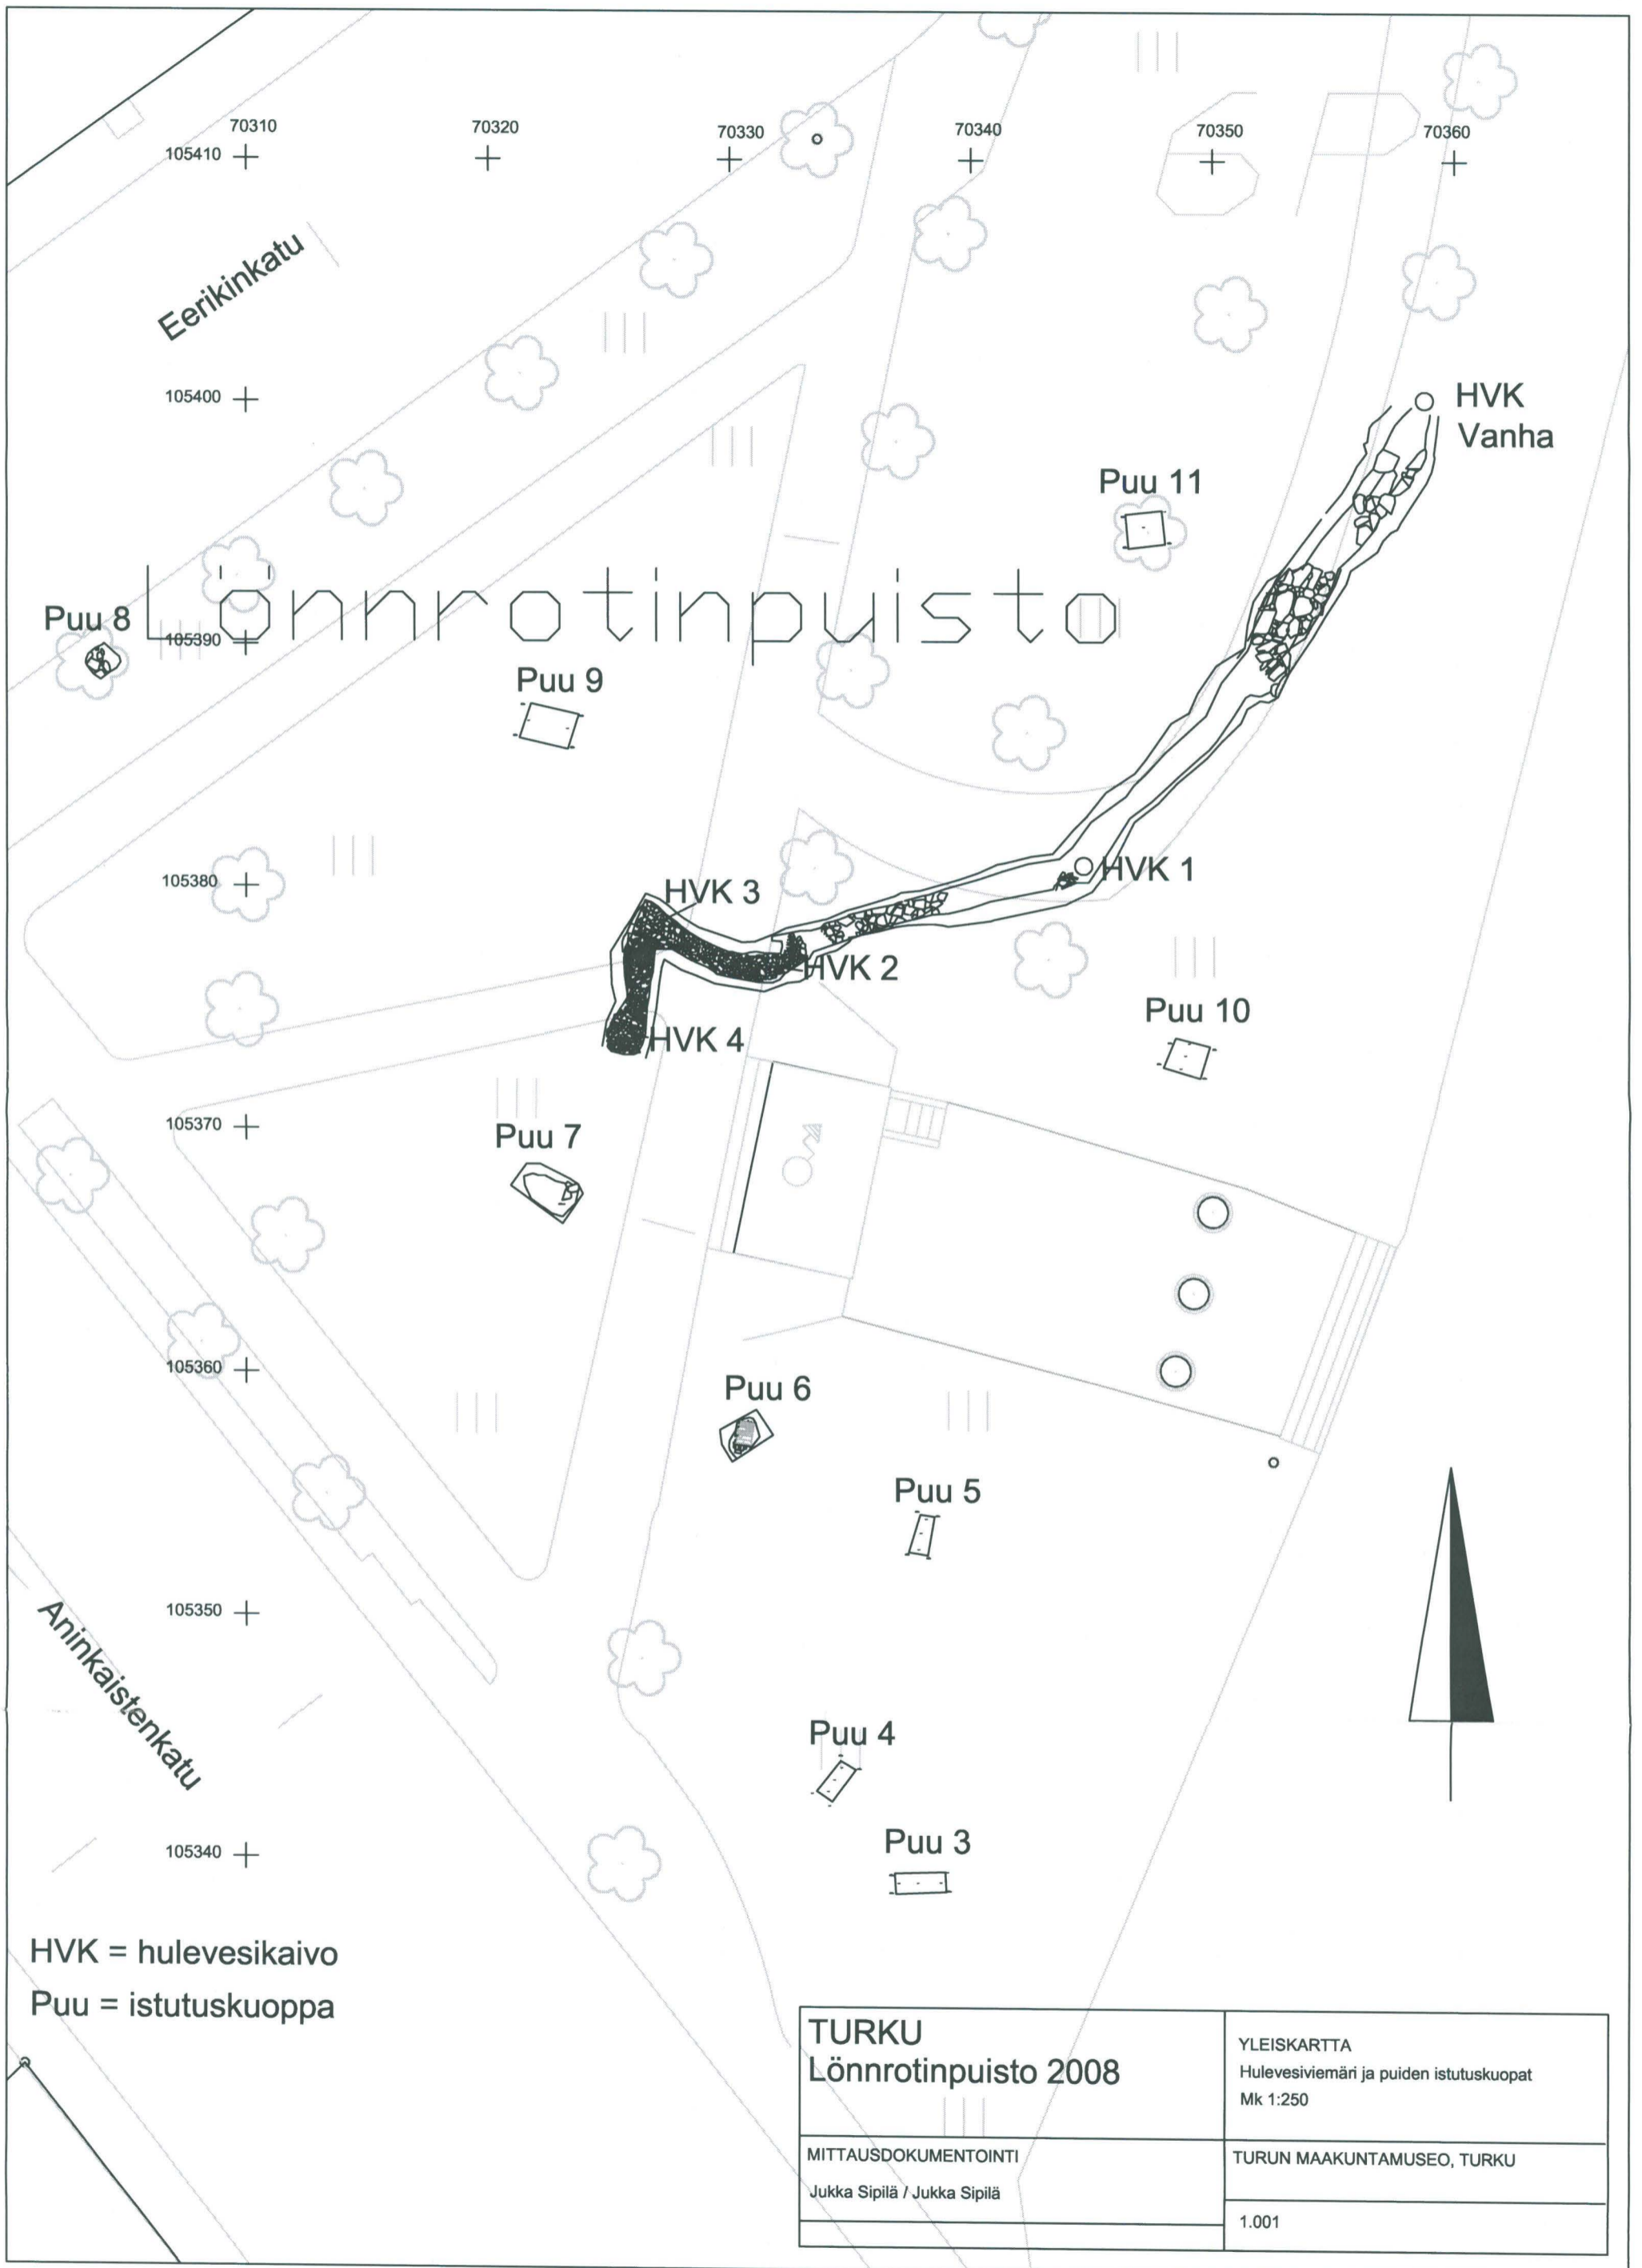 70310
70320
70330
70340
70350
70360
105410
Eerikinkatu
105400
HVK
Vanha
Puu 11
Lönnrotinpuisto
Puu 8
105390
Puu 9
105380
HVK 1
HVK 3
HVK 2
HVK 4
Puu 10
105370
Puu 7
105360
Puu 6
Puu 5
105350
Aninkaistenkatu
Puu 4
Puu 3
105340
HVK = hulevesikaivo
Puu = istutuskuoppa
TURKU
Lönnrotinpuisto 2008
YLEISKARTTA
Hulevesiviemäri ja puiden istutuskuopat
Mk 1:250
MITTAUSDOKUMENTOINTI
Jukka Sipilä / Jukka Sipilä
TURUN MAAKUNTAMUSEO, TURKU
1.001